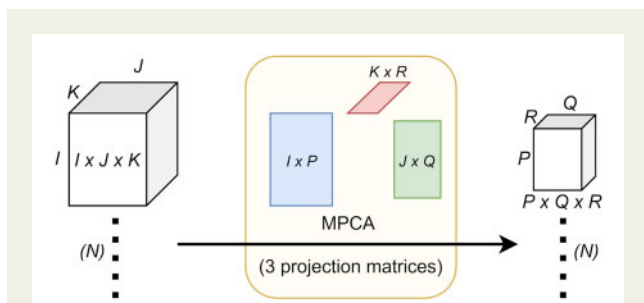 J
K
I
I x J x K
(N)
K x R
I x P
J x Q
MPCA
(3 projection matrices)
Q
R
P
P x Q x R
(N)